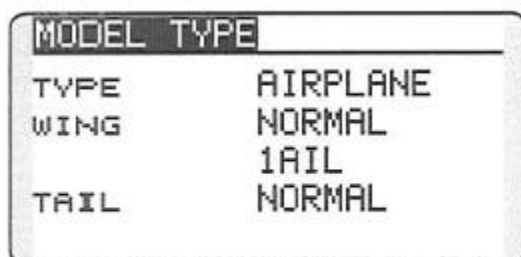 MODEL TYPE
TYPE AIRPLANE
WING NORMAL
1AIL
TAIL NORMAL